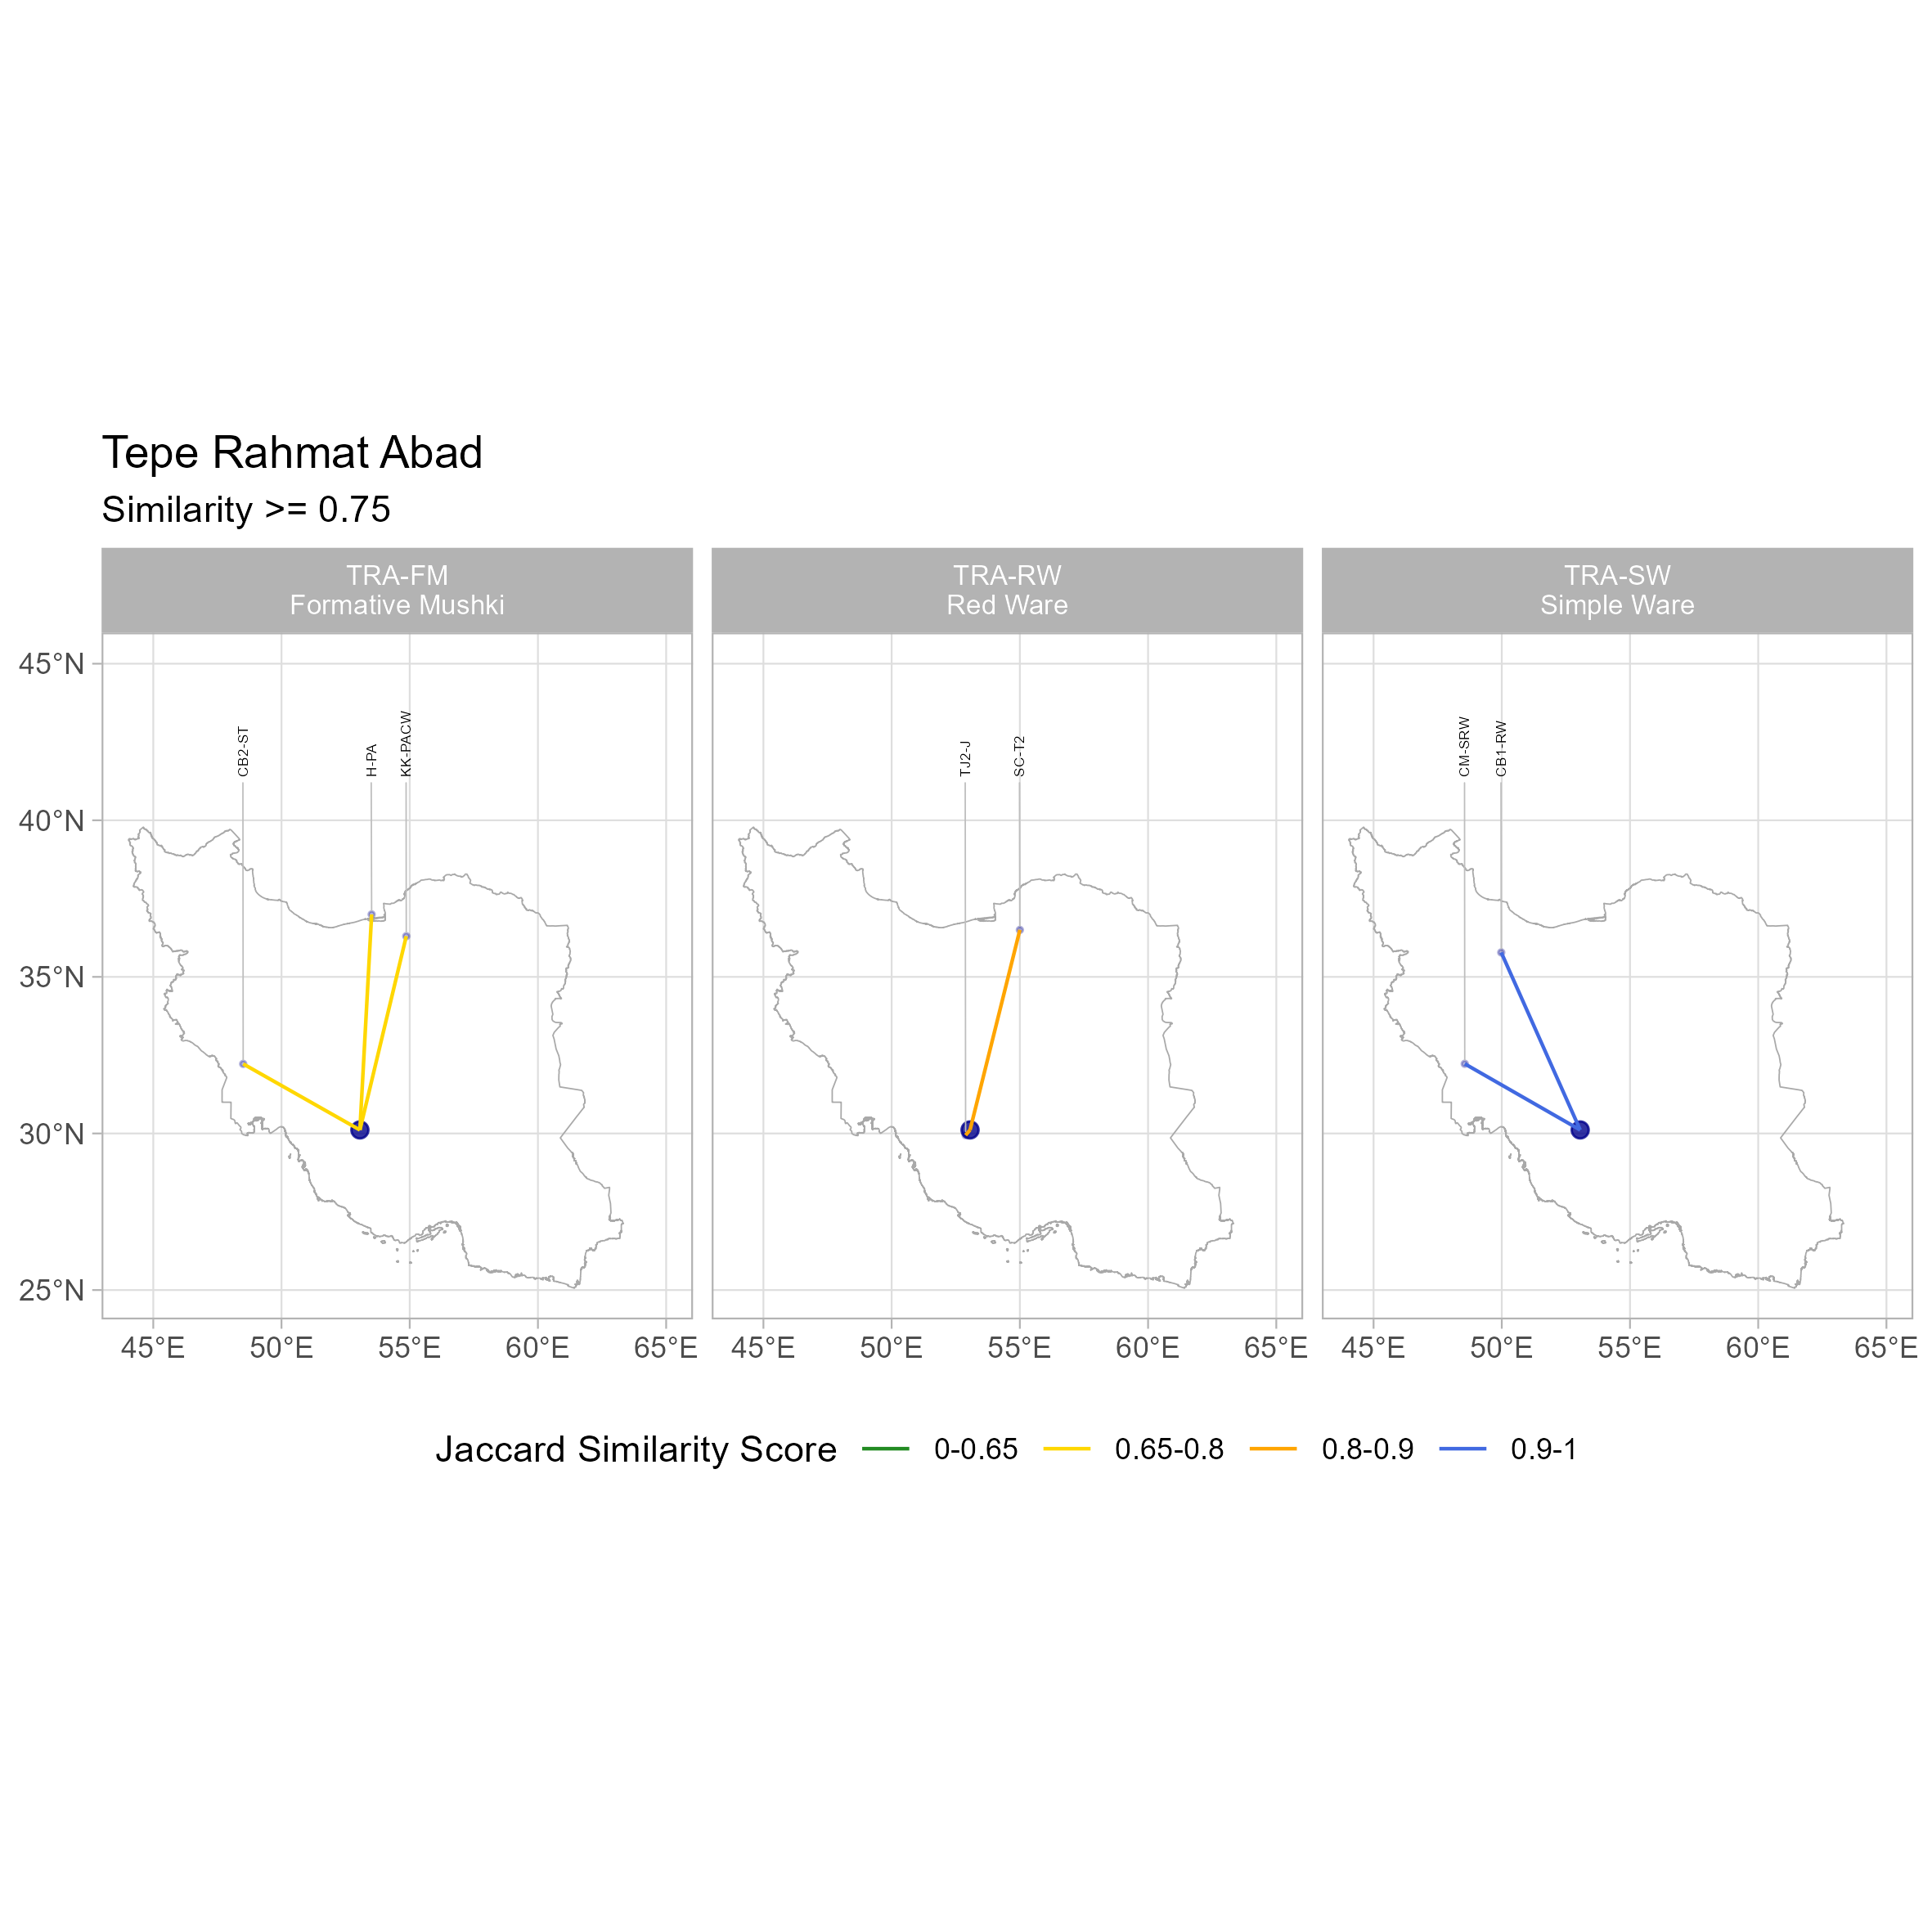 Tepe Rahmat Abad
Similarity >= 0.75
TRA-FM
Formative Mushki
TRA-RW
Red Ware
TRA-SW
Simple Ware
45°N
40°N
35°N
30°N
25°N
CB2-ST
H-PA
KK-PACW
TJ2-J
SC-T2
CM-SRW
CB1-RW
45°E 50°E 55°E 60°E 65°E
45°E 50°E 55°E 60°E 65°E
45°E 50°E 55°E 60°E 65°E
Jaccard Similarity Score 0-0.65 0.65-0.8 0.8-0.9 0.9-1